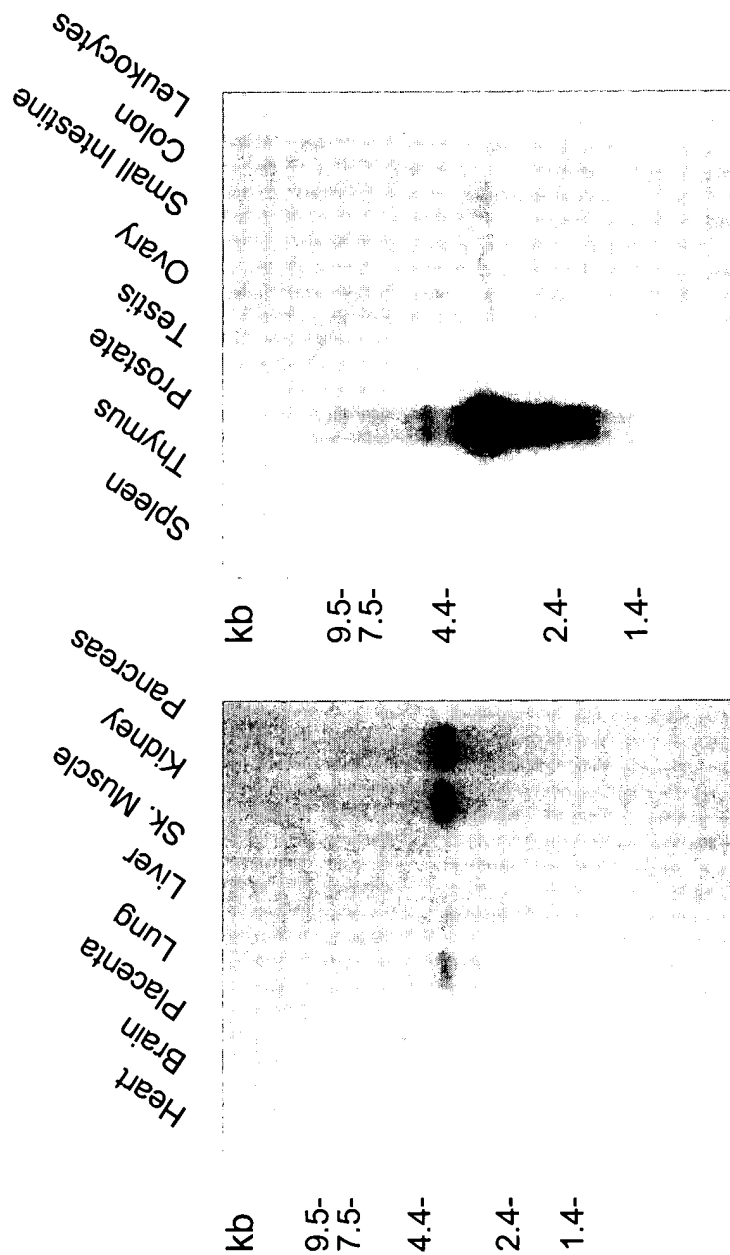 kb
9.5-
7.5-
4.4-
2.4-
1.4-
Heart
Brain
Placenta
Lung
Liver
Sk. Muscle
Kidney
Pancreas
kb
9.5-
7.5-
4.4-
2.4-
1.4-
Spleen
Thymus
Prostate
Testis
Ovary
Small Intestine
Colon
Leukocytes